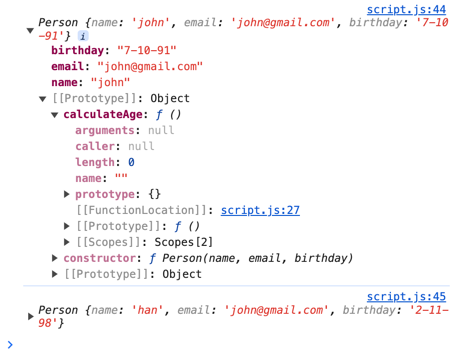 script.js:44
Person {name: 'john', email: 'john@gmail.com', birthday: '7-10
-91'} i
birthday: "7-10-91"
email: "john@gmail.com"
name: "john"
[[Prototype]]: Object
calculateAge: ƒ ()
arguments: null
caller: null
length: 0
name: ""
prototype: {}
[[FunctionLocation]]: script.js:27
[[Prototype]]: ƒ ()
[[Scopes]]: Scopes[2]
constructor: ƒ Person(name, email, birthday)
[[Prototype]]: Object
script.js:45
Person {name: 'han', email: 'john@gmail.com', birthday: '2-11-
98'}